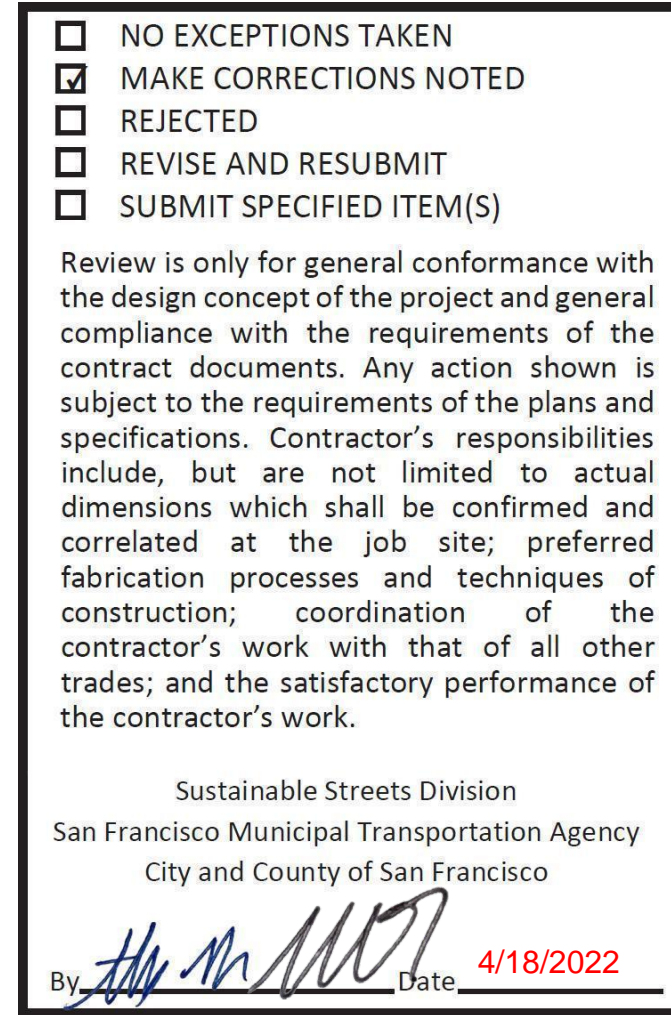 NO EXCEPTIONS TAKEN
MAKE CORRECTIONS NOTED
REJECTED
REVISE AND RESUBMIT
SUBMIT SPECIFIED ITEM(S)
Review is only for general conformance with
the design concept of the project and general
compliance with the requirements of the
contract documents. Any action shown is
subject to the requirements of the plans and
specifications. Contractor’s responsibilities
include, but are not limited to actual
dimensions which shall be confirmed and
correlated at the job site; preferred
fabrication processes and techniques of
construction; coordination of the
contractor’s work with that of all other
trades; and the satisfactory performance of
the contractor’s work.
Sustainable Streets Division
San Francisco Municipal Transportation Agency
City and County of San Francisco
By Date 4/18/2022